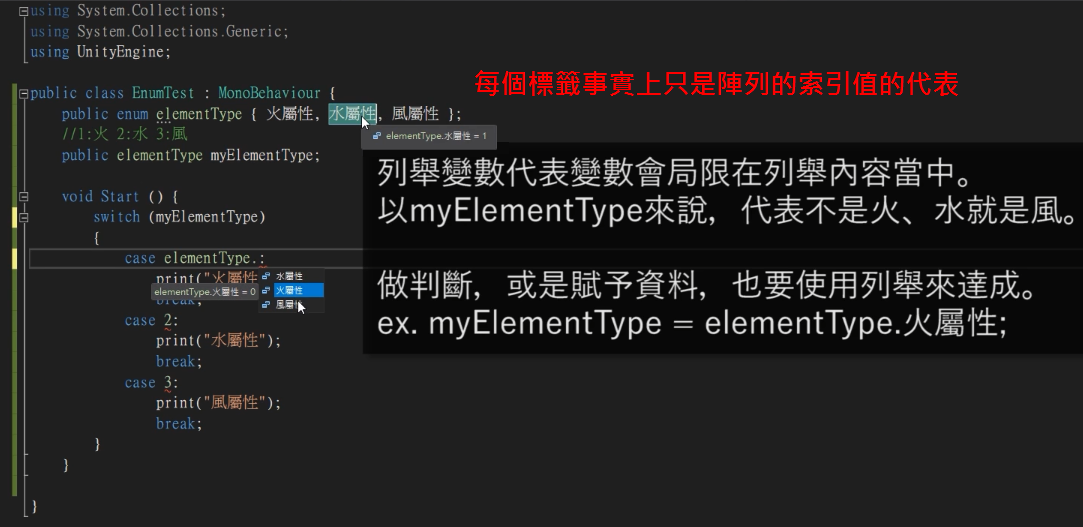 using System.Collections;
using System.Collections.Generic;
using UnityEngine;
每個標籤事實上只是陣列的索引值的代表
public class EnumTest : MonoBehaviour {
public enum elementType { 火屬性, 水屬性, 風屬性 };
//1:火 2:水 3:風
elementType.水屬性 = 1
public elementType myElementType;
列舉變數代表變數會局限在列舉內容當中。
以myElementType來說，代表不是火、水就是風。
做判斷，或是賦予資料，也要使用列舉來達成。
ex. myElementType = elementType.火屬性;
void Start () {
switch (myElementType)
{
case elementType.:
print("火屬性
水屬性
elementType.火屬性 = 0
火屬性
break;
風屬性
case 2:
print("水屬性");
break;
case 3:
print("風屬性");
break;
}
}
}